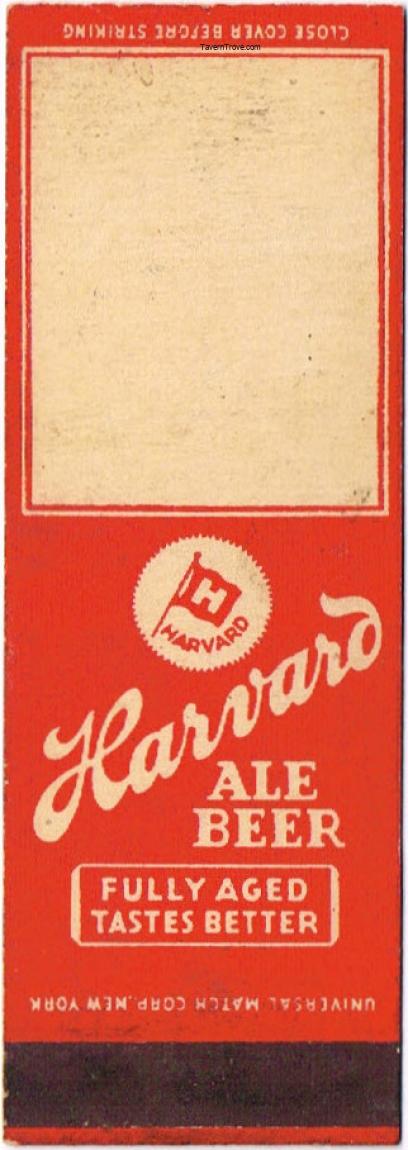 CLOSE COVER BEFORE STRIKING
TavernTrove.com
H
HARVARD
Harvard
ALE
BEER
FULLY AGED
TASTES BETTER
UNIVERSAL MATCH CORP., NEW YORK